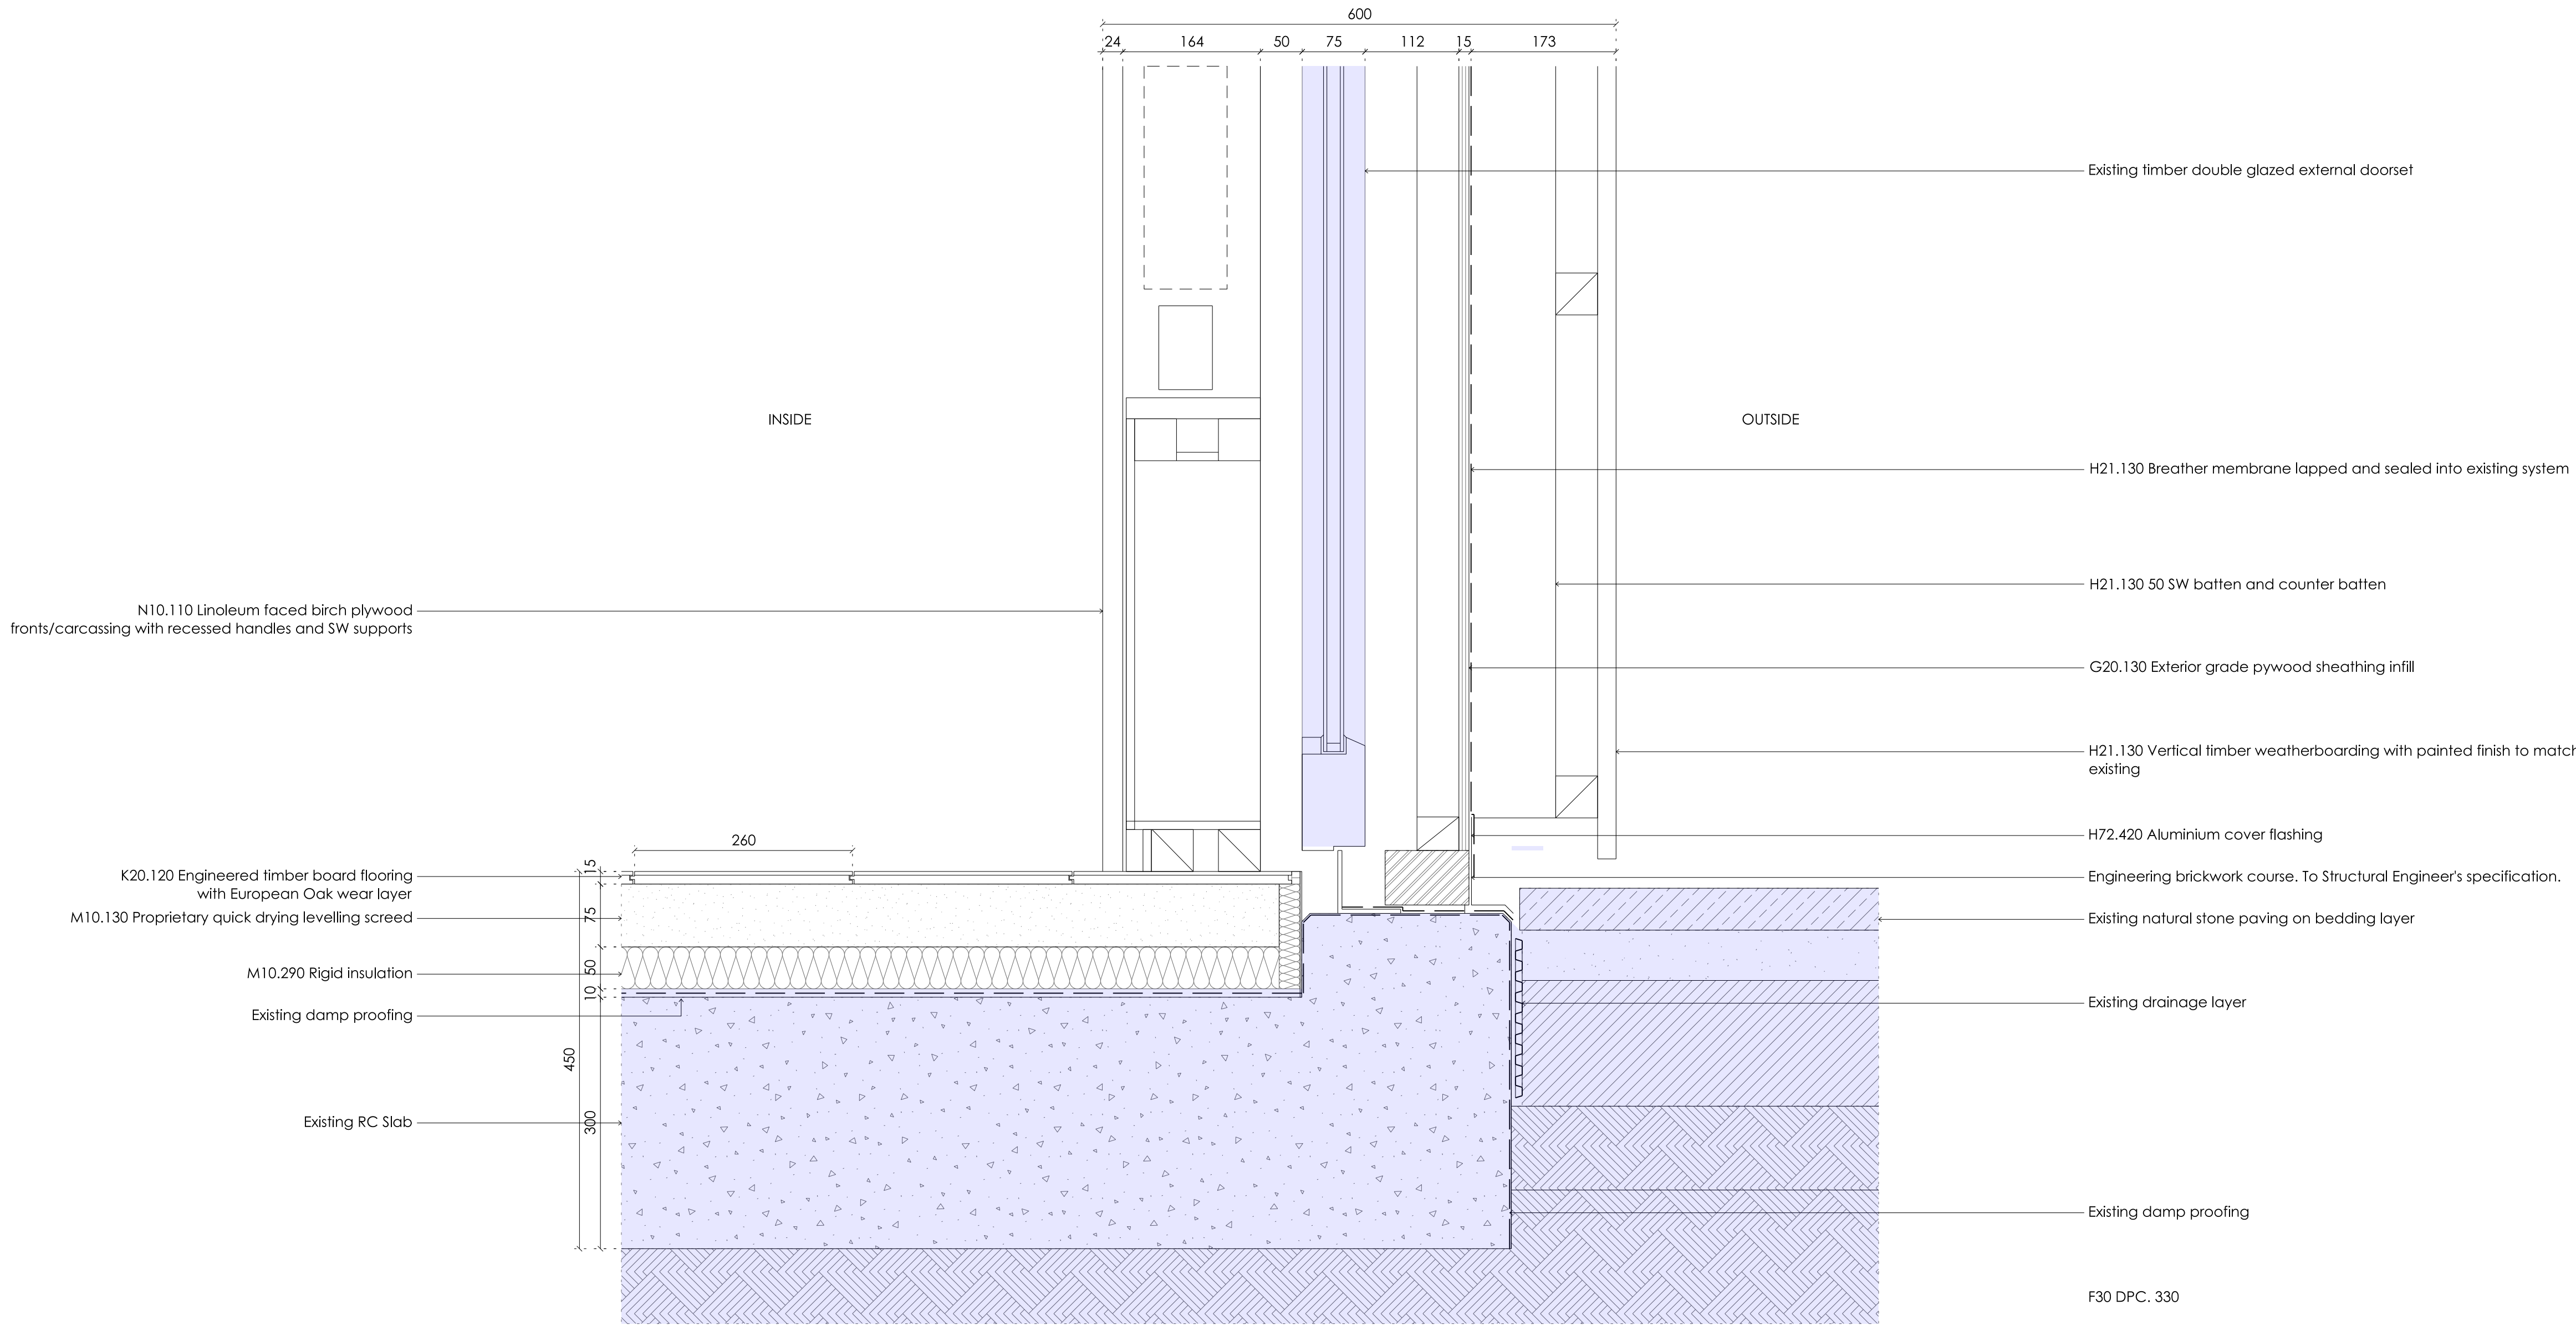 600
24 164 50 75 112 15 173
Existing timber double glazed external doorset
INSIDE
OUTSIDE
H21.130 Breather membrane lapped and sealed into existing system
H21.130 50 SW batten and counter batten
N10.110 Linoleum faced birch plywood
fronts/carcassing with recessed handles and SW supports
G20.130 Exterior grade pywood sheathing infill
H21.130 Vertical timber weatherboarding with painted finish to match
existing
H72.420 Aluminium cover flashing
260
15
K20.120 Engineered timber board flooring
with European Oak wear layer
Engineering brickwork course. To Structural Engineer's specification.
M10.130 Proprietary quick drying levelling screed
75
Existing natural stone paving on bedding layer
M10.290 Rigid insulation
50
10
Existing drainage layer
Existing damp proofing
450
Existing RC Slab
300
Existing damp proofing
F30 DPC. 330